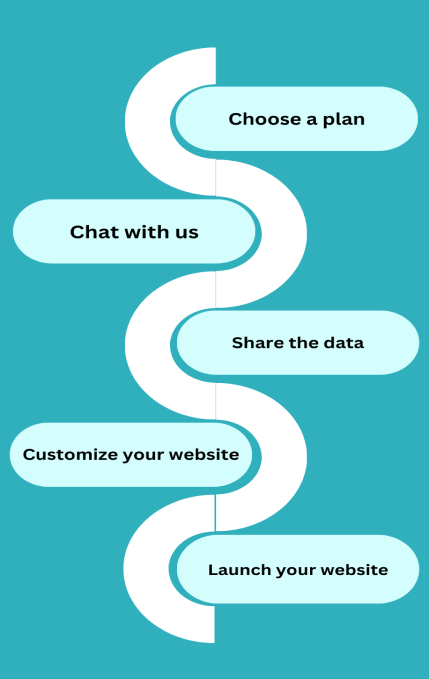 Choose a plan
Chat with us
Share the data
Customize your website
Launch your website